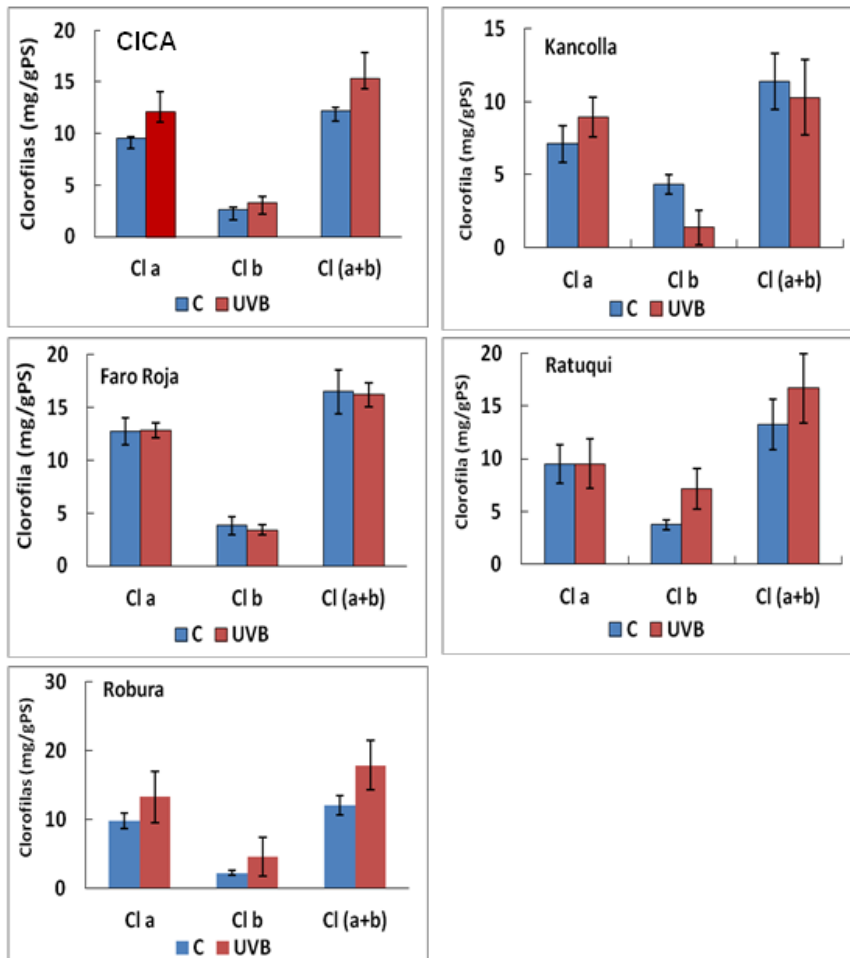 CICA
Clorofilas (mg/gPS)
20
15
10
5
0
Cl a Cl b Cl (a+b)
C UVB
Kancolla
Clorofila (mg/gPS)
15
10
5
0
Cl a Cl b Cl (a+b)
C UVB
Faro Roja
Clorofila (mg/gPS)
20
15
10
5
0
Cl a Cl b Cl (a+b)
C UVB
Ratuqui
Clorofila (mg/gPS)
20
15
10
5
0
Cl a Cl b Cl (a+b)
C UVB
Robura
Clorofilas (mg/gPS)
30
20
10
0
Cl a Cl b Cl (a+b)
C UVB